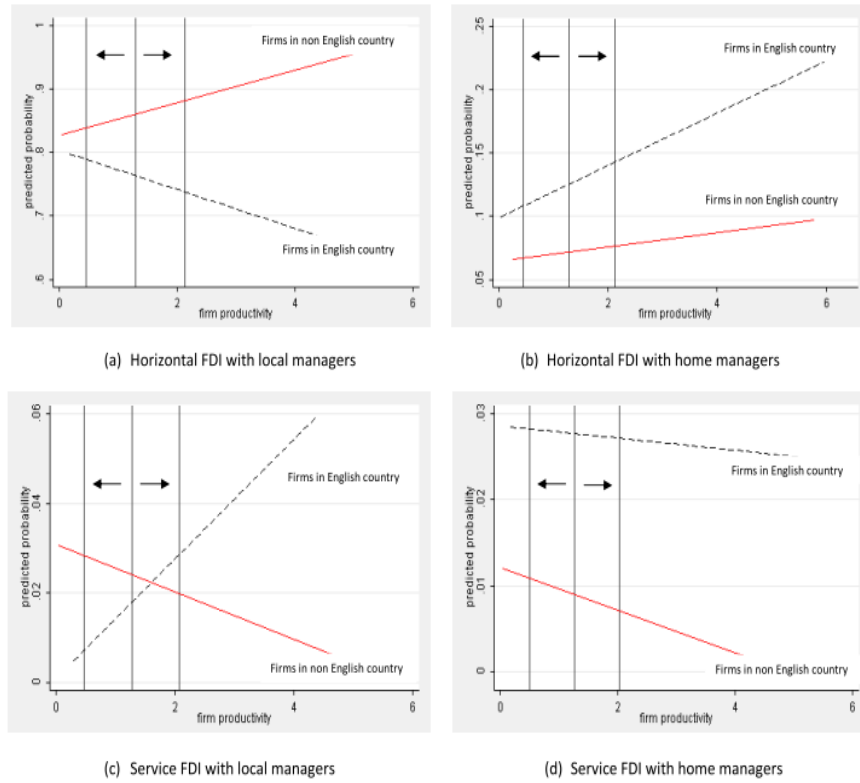 Firms in non English country
Firms in English country
predicted probability
.6 .7 .8 .9 1
0 2 4 6
firm productivity
(a) Horizontal FDI with local managers
Firms in English country
Firms in non English country
predicted probability
.05 .1 .15 .2 .25
0 2 4 6
firm productivity
(b) Horizontal FDI with home managers
Firms in English country
Firms in non English country
predicted probability
0 .02 .04 .06
0 2 4 6
firm productivity
(c) Service FDI with local managers
Firms in English country
Firms in non English country
predicted probability
0 .01 .02 .03
0 2 4 6
firm productivity
(d) Service FDI with home managers